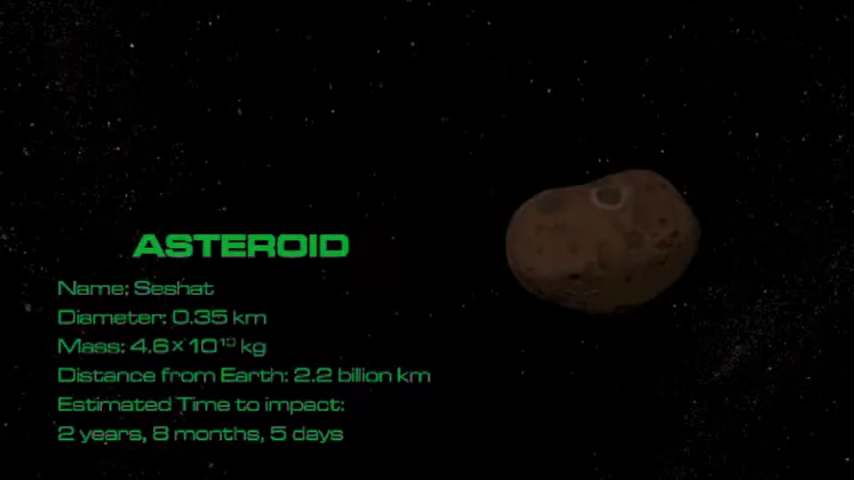 ASTEROID
Name: Seshat
Diameter: 0.35 km
Mass: 4.6×10¹⁰ kg
Distance from Earth: 2.2 billion km
Estimated Time to impact:
2 years, 8 months, 5 days